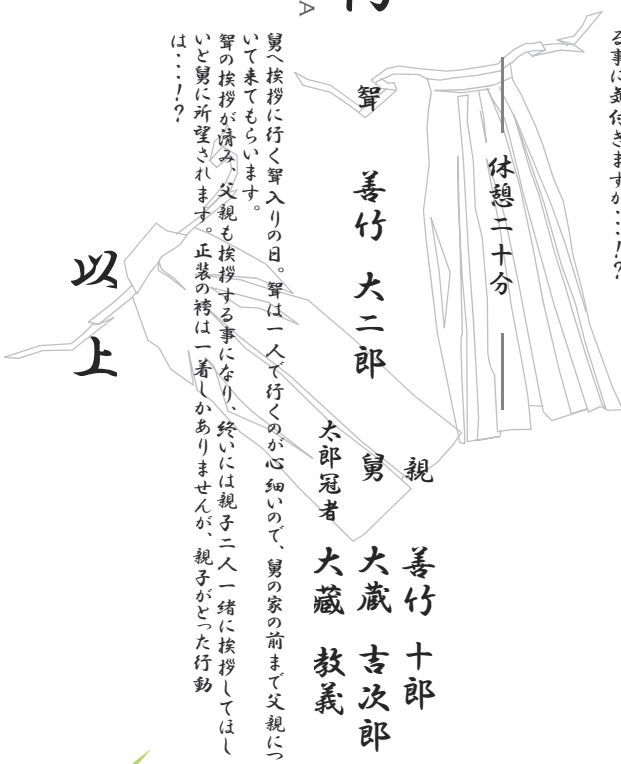 る事に気付きますが・・・!?
休憩二十分
親 善竹 十郎
聟 善竹 大二郎
舅 大蔵 吉次郎
太郎冠者 大藏 教義
A
舅へ挨拶に行く聟入りの日。聟は一人で行くのが心細いので、舅の家の前まで父親につ
いて来てもらいます。
聟の挨拶が済み、父親も挨拶する事になり、終いには親子二人一緒に挨拶してほし
いと舅に所望されます。正装の袴は一着しかありませんが、親子がとった行動
は・・・!?
以上